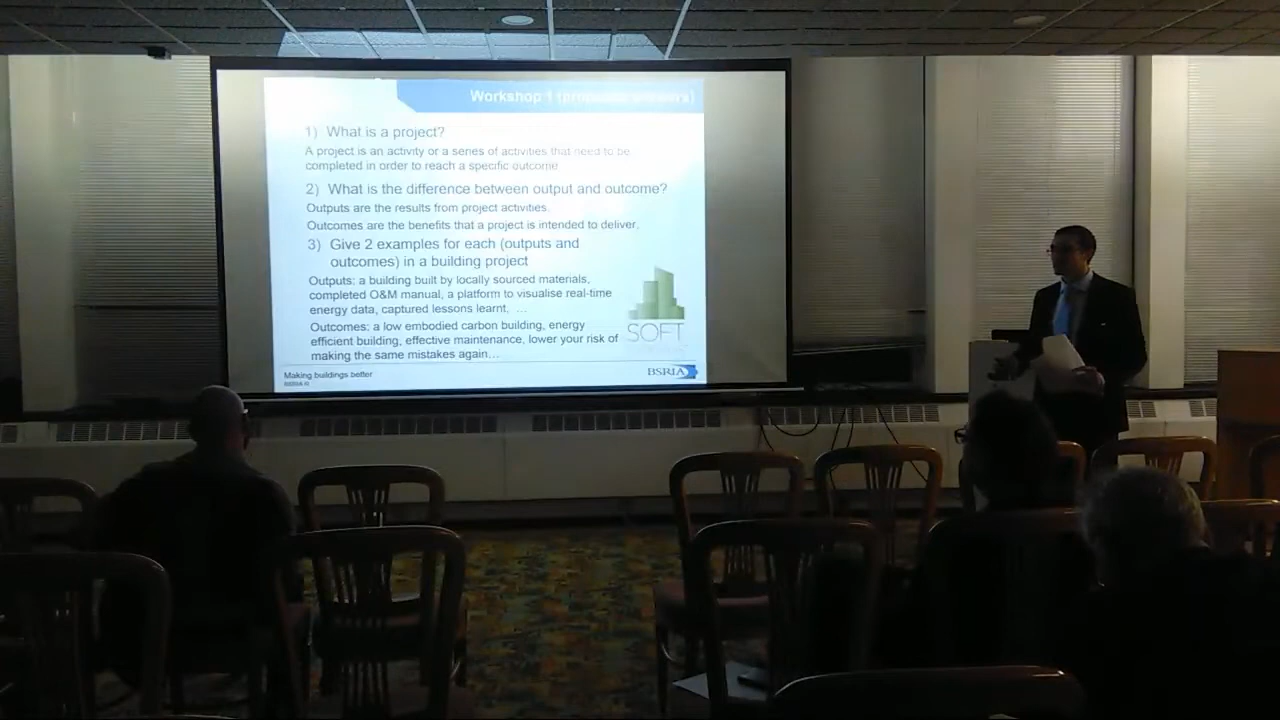 Workshop 1
1) What is a project?
A project is an activity or a series of activities that need to be
completed in order to reach a specific outcome
2) What is the difference between output and outcome?
Outputs are the results from project activities.
Outcomes are the benefits that a project is intended to deliver.
3) Give 2 examples for each (outputs and
outcomes) in a building project
Outputs: a building built by locally sourced materials,
completed O&M manual, a platform to visualise real-time
energy data, captured lessons learnt, ...
Outcomes: a low embodied carbon building, energy
efficient building, effective maintenance, lower your risk of
making the same mistakes again...
SOFT
Making buildings better
BSRIA